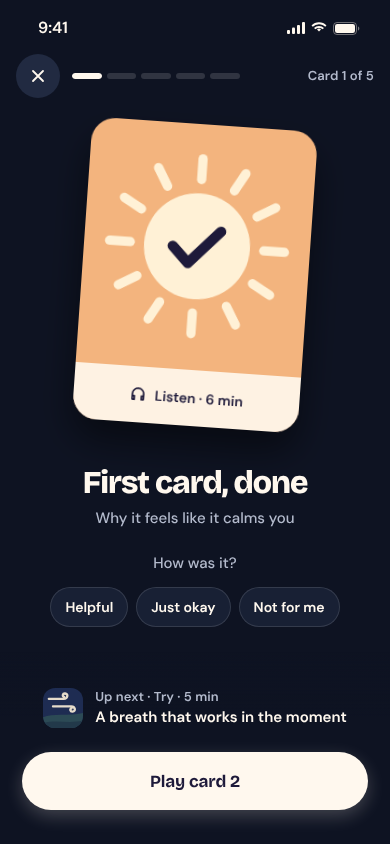 9:41
Card 1 of 5
Listen · 6 min
First card, done
Why it feels like it calms you
How was it?
Helpful
Just okay
Not for me
Up next · Try · 5 min
A breath that works in the moment
Play card 2